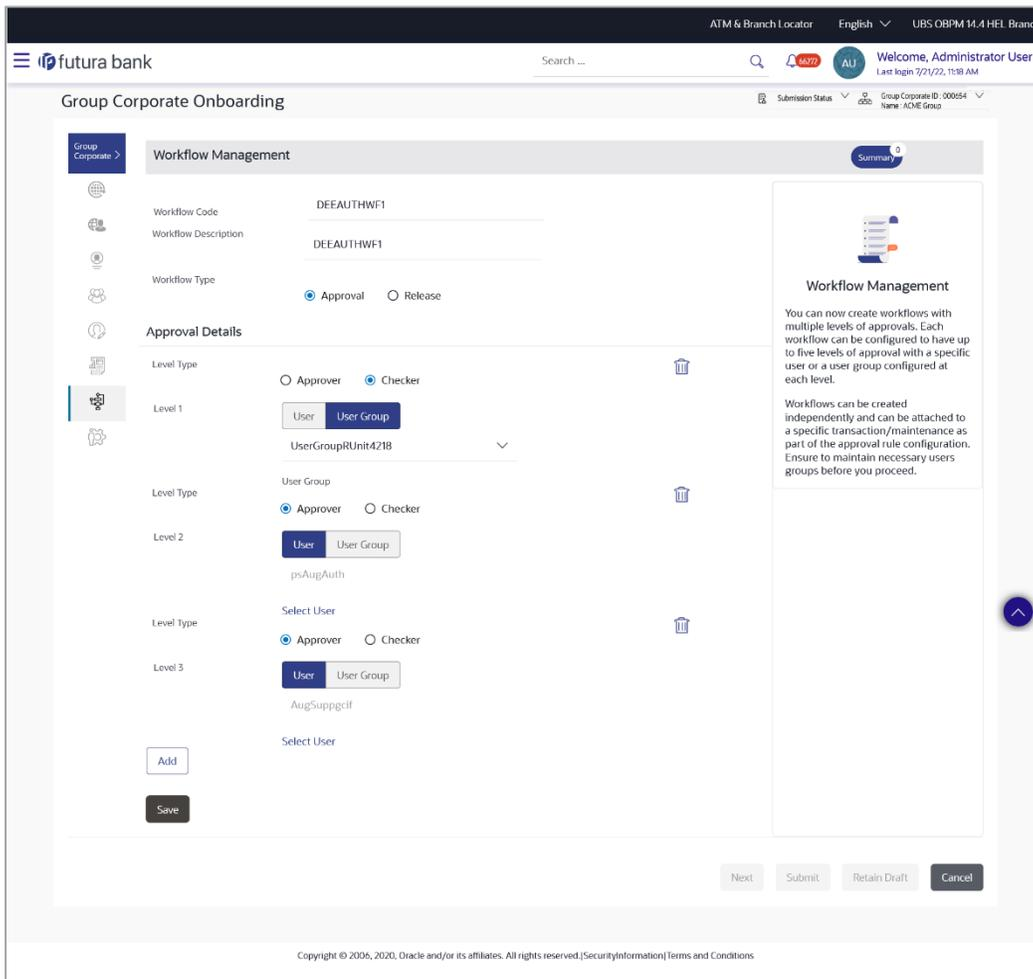 ATM & Branch Locator English UBS OBPM 14.4 HEL Branc
futura bank Search ... 66777 AU Welcome, Administrator User
Last login 7/21/22, 11:18 AM
Group Corporate Onboarding Submission Status Group Corporate ID : 000654
Name : ACME Group
Group
Corporate >
Workflow Management Summary 0
Workflow Code DEEAUTHWF1
Workflow Description DEEAUTHWF1
Workflow Type
Approval Release
Approval Details
Level Type
Approver Checker
Level 1 User User Group
UserGroupRUnit4218
User Group
Level Type
Approver Checker
Level 2 User User Group
psAugAuth
Select User
Level Type
Approver Checker
Level 3 User User Group
AugSuppgcif
Select User
Add
Save
Workflow Management
You can now create workflows with
multiple levels of approvals. Each
workflow can be configured to have up
to five levels of approval with a specific
user or a user group configured at
each level.
Workflows can be created
independently and can be attached to
a specific transaction/maintenance as
part of the approval rule configuration.
Ensure to maintain necessary users
groups before you proceed.
Next Submit Retain Draft Cancel
Copyright © 2006, 2020, Oracle and/or its affiliates. All rights reserved.|SecurityInformation|Terms and Conditions